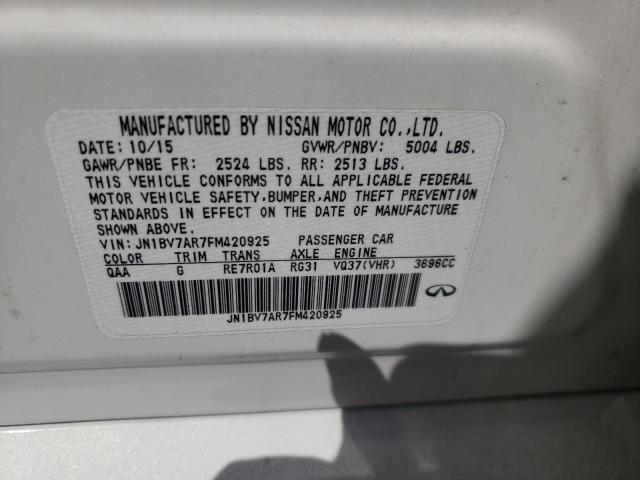 MANUFACTURED BY NISSAN MOTOR CO.,LTD.
DATE: 10/15 GVWR/PNBV: 5004 LBS.
GAWR/PNBE FR: 2524 LBS. RR: 2513 LBS.
THIS VEHICLE CONFORMS TO ALL APPLICABLE FEDERAL
MOTOR VEHICLE SAFETY,BUMPER,AND THEFT PREVENTION
STANDARDS IN EFFECT ON THE DATE OF MANUFACTURE
SHOWN ABOVE.
VIN: JN1BV7AR7FM420925 PASSENGER CAR
COLOR TRIM TRANS AXLE ENGINE
QAA G RE7R01A RG31 VQ37(VHR) 3696CC
JN1BV7AR7FM420925